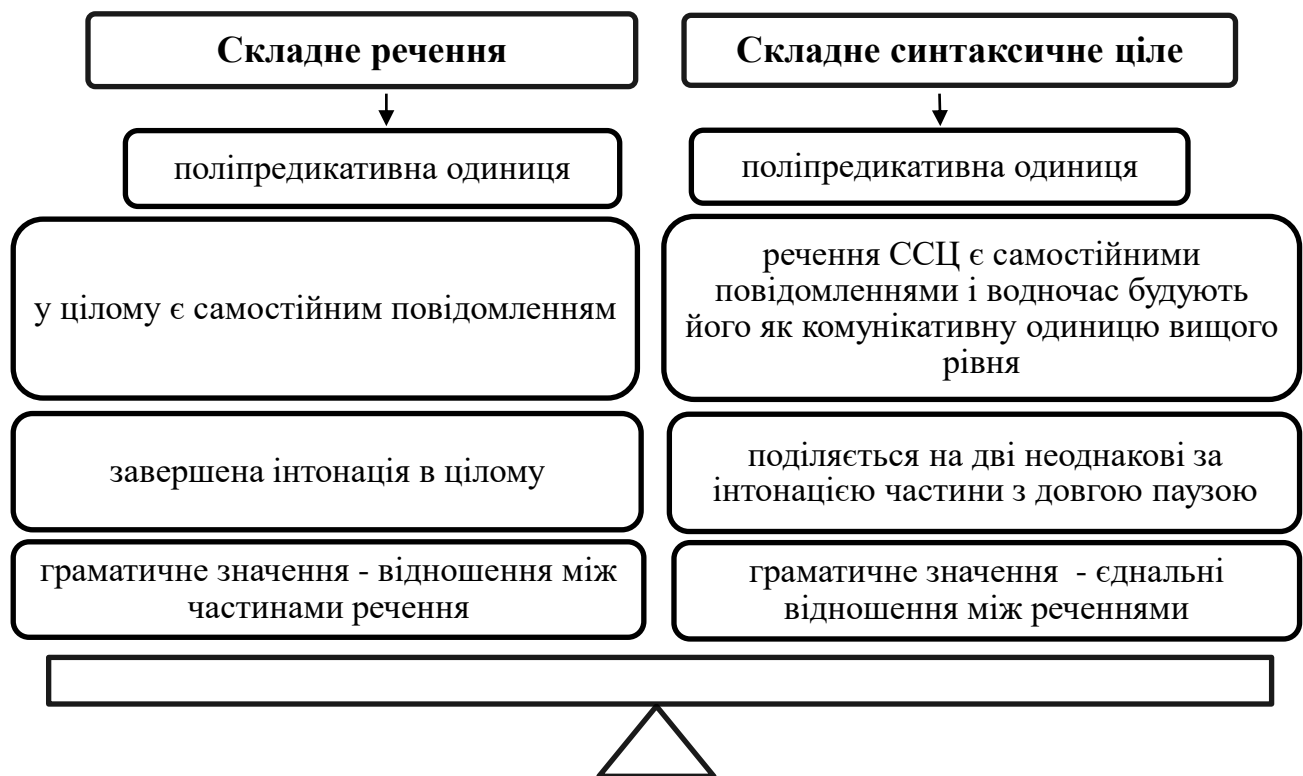 Складне речення
Складне синтаксичне ціле
поліпредикативна одиниця
поліпредикативна одиниця
у цілому є самостійним повідомленням
речення ССЦ є самостійними
повідомленнями і водночас будують
його як комунікативну одиницю вищого
рівня
завершена інтонація в цілому
поділяється на дві неоднакові за
інтонацією частини з довгою паузою
граматичне значення - відношення між
частинами речення
граматичне значення - єднальні
відношення між реченнями